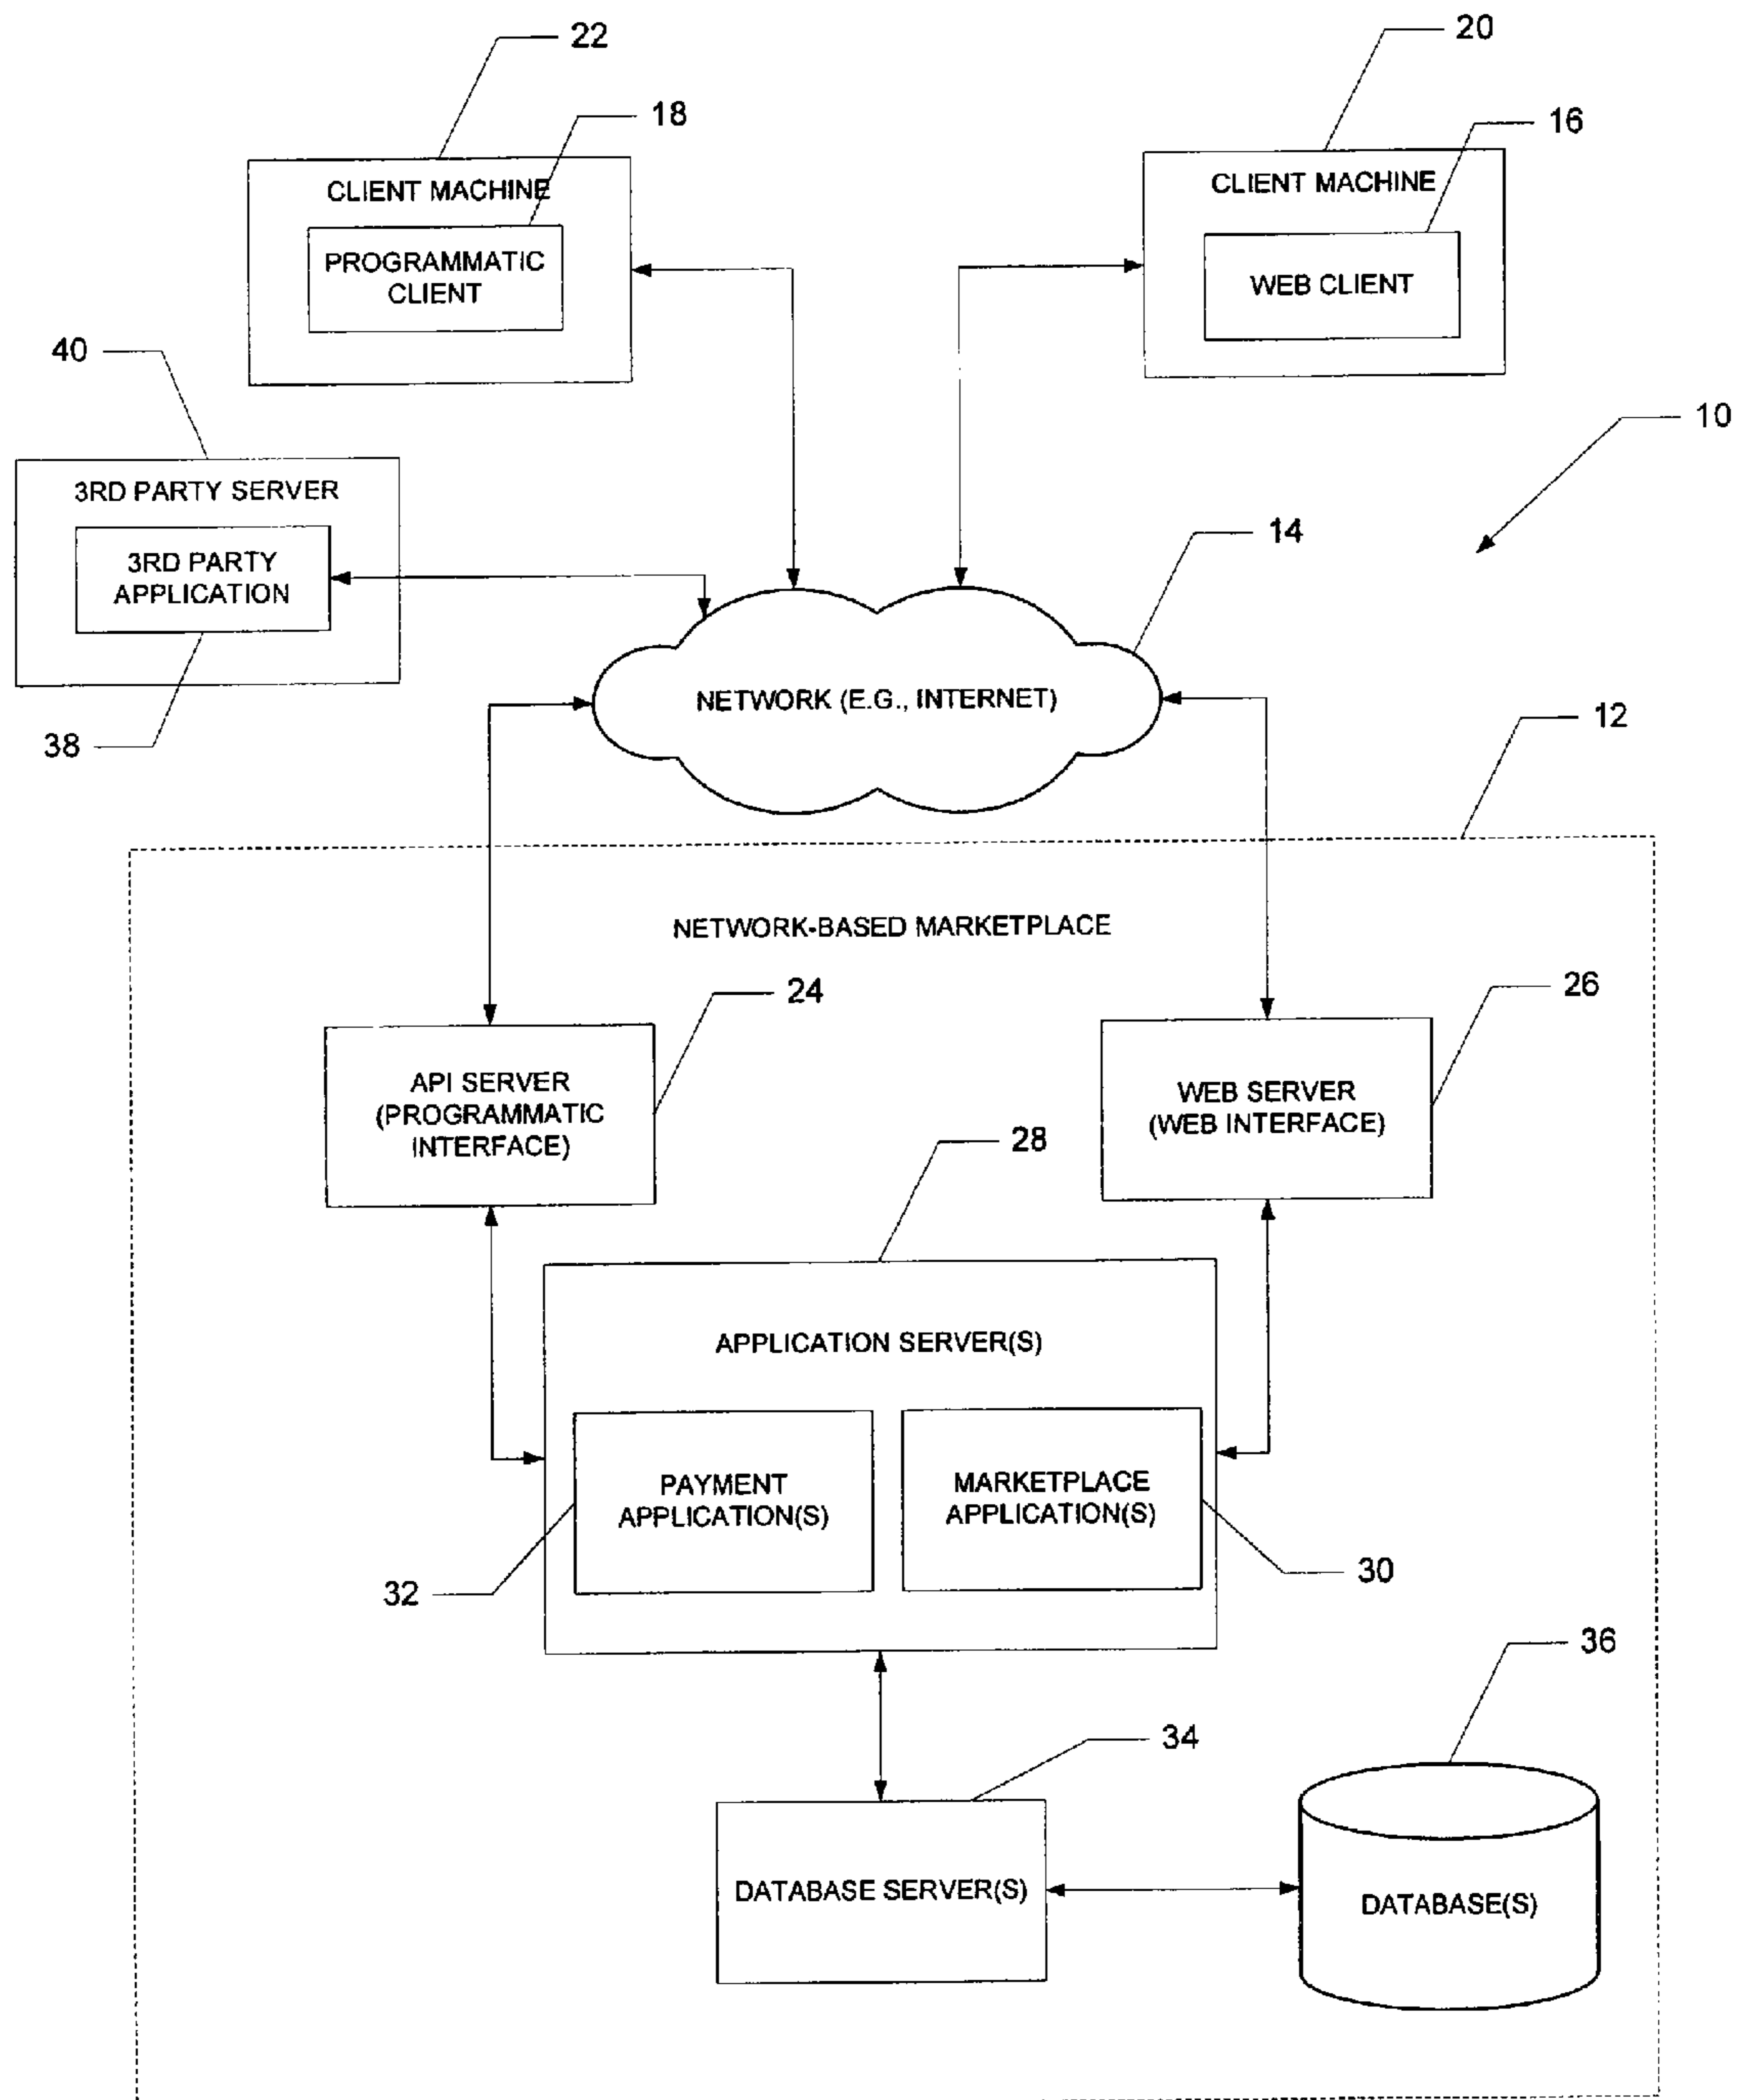 22
20
18
16
CLIENT MACHINE
CLIENT MACHINE
PROGRAMMATIC
CLIENT
WEB CLIENT
40
10
3RD PARTY SERVER
14
3RD PARTY
APPLICATION
NETWORK (E.G., INTERNET)
12
38
NETWORK-BASED MARKETPLACE
24
26
API SERVER
(PROGRAMMATIC
INTERFACE)
WEB SERVER
(WEB INTERFACE)
28
APPLICATION SERVER(S)
PAYMENT
APPLICATION(S)
MARKETPLACE
APPLICATION(S)
32
30
36
34
DATABASE SERVER(S)
DATABASE(S)